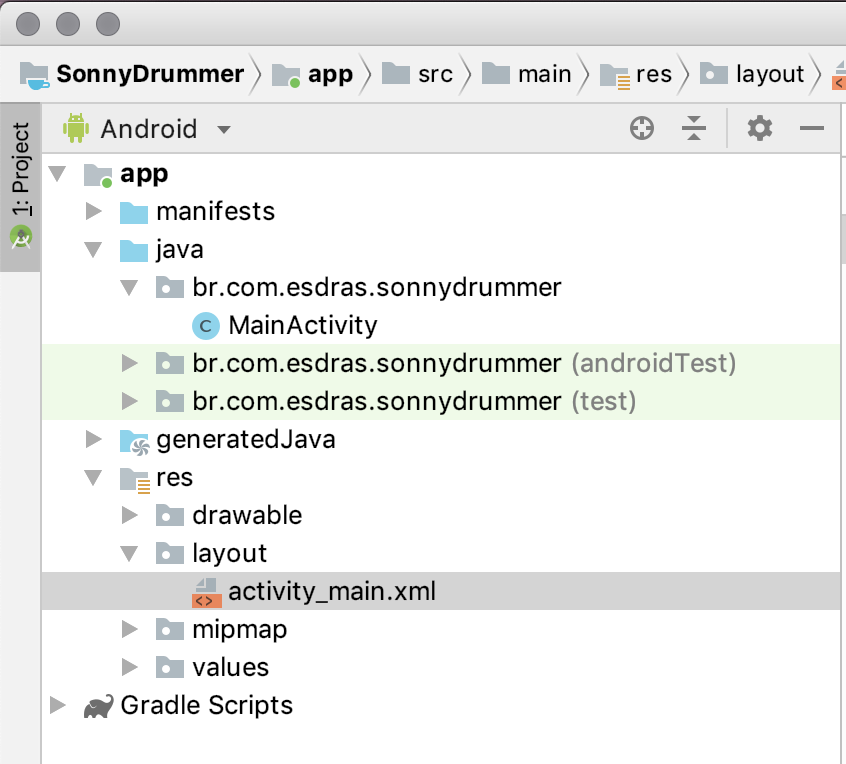 SonnyDrummer app src main res layout
1: Project
Android
app
manifests
java
br.com.esdras.sonnydrummer
C MainActivity
br.com.esdras.sonnydrummer (androidTest)
br.com.esdras.sonnydrummer (test)
generatedJava
res
drawable
layout
<> activity_main.xml
mipmap
values
Gradle Scripts